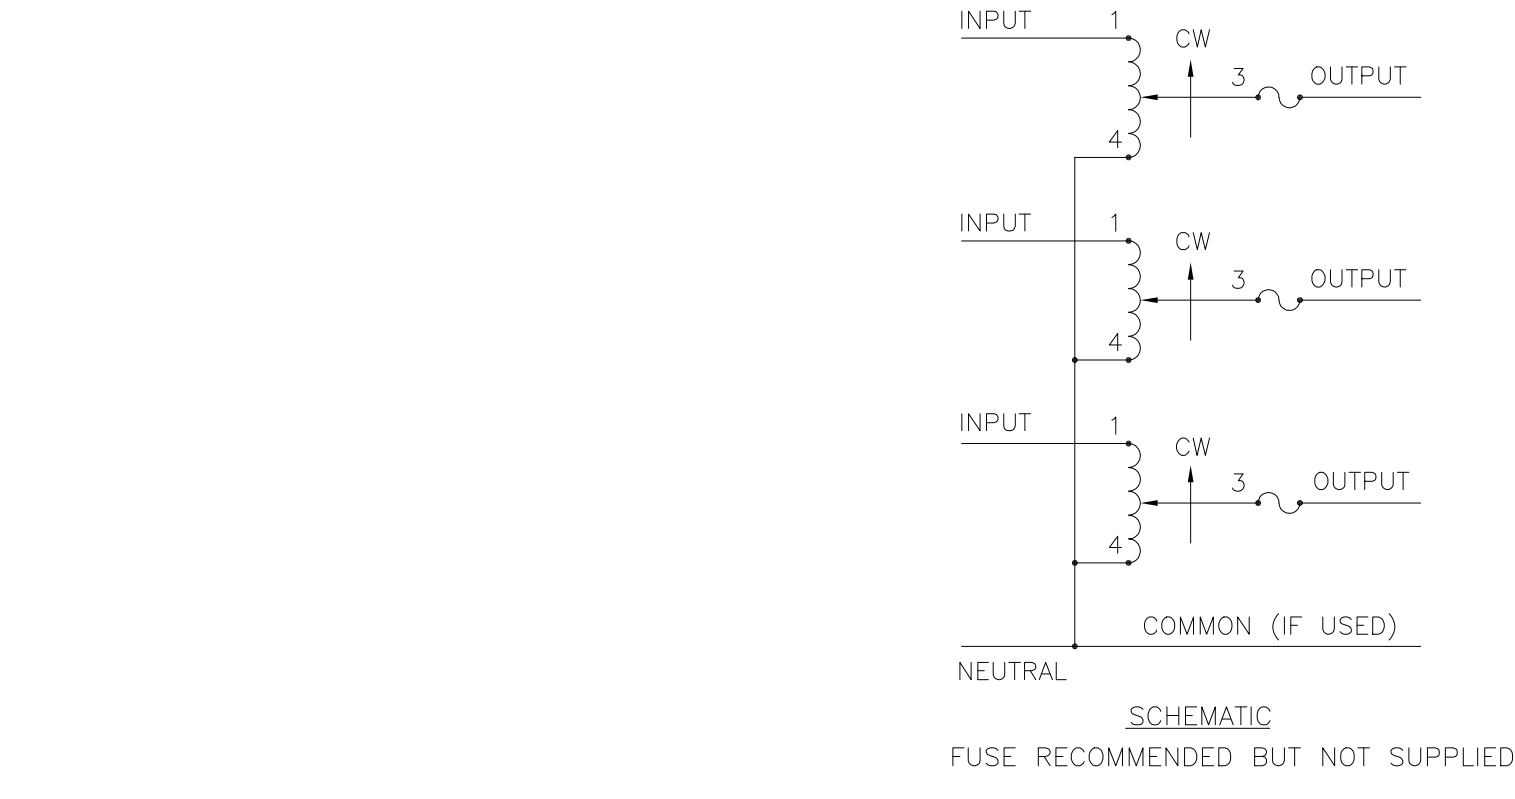 INPUT 1
CW
3 OUTPUT
4
INPUT 1
CW
3 OUTPUT
4
INPUT 1
CW
3 OUTPUT
4
COMMON (IF USED)
NEUTRAL
SCHEMATIC
FUSE RECOMMENDED BUT NOT SUPPLIED